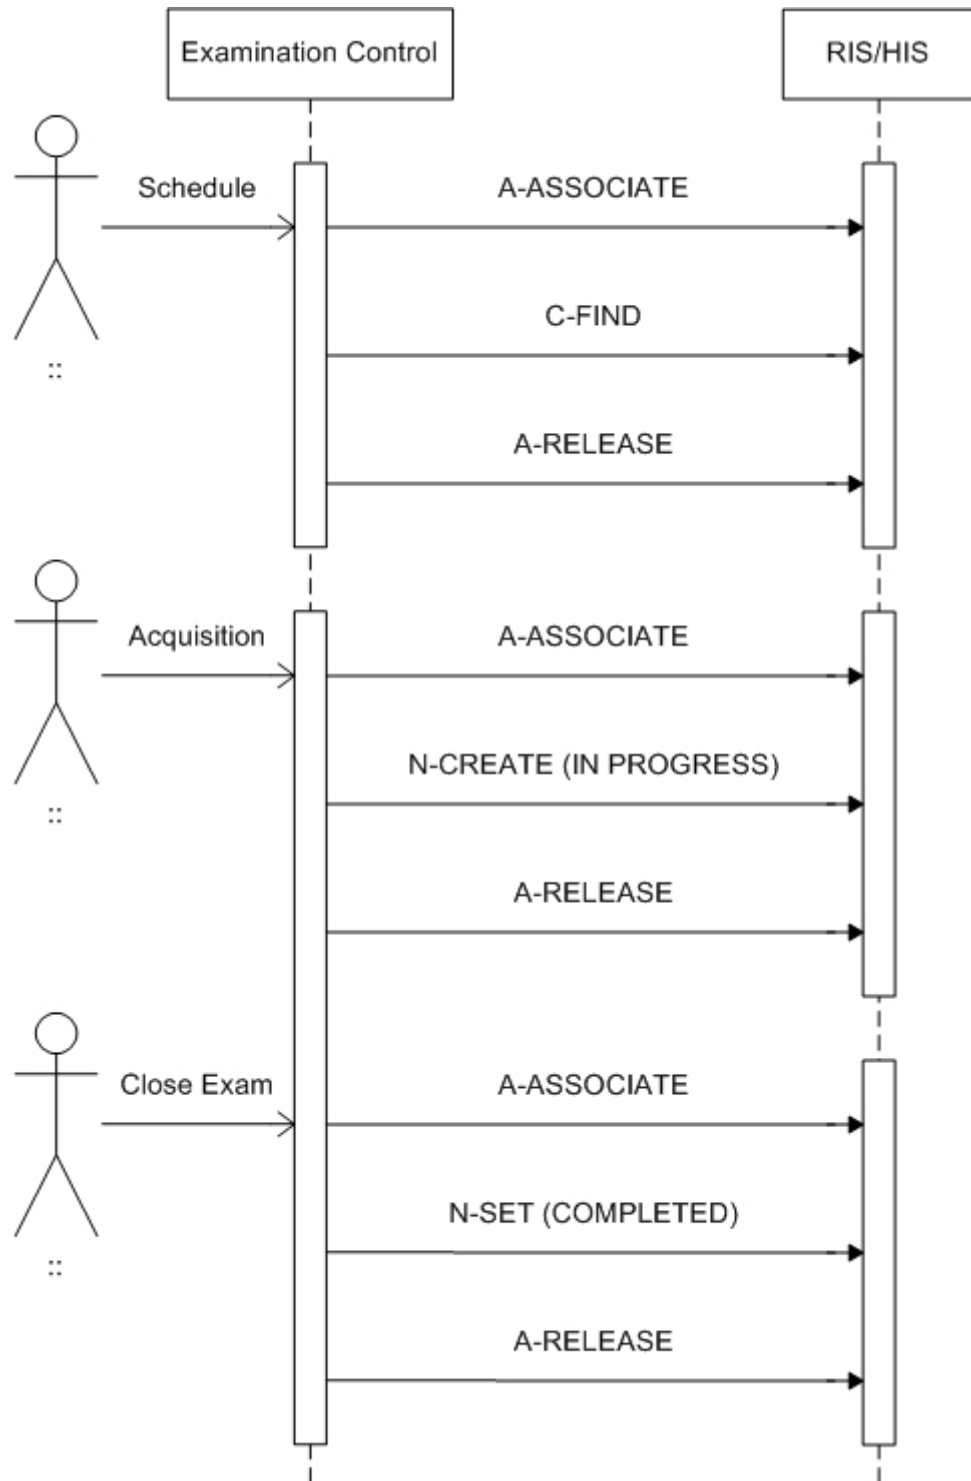 Examination Control
RIS/HIS
Schedule
A-ASSOCIATE
C-FIND
::
A-RELEASE
Acquisition
A-ASSOCIATE
N-CREATE (IN PROGRESS)
::
A-RELEASE
Close Exam
A-ASSOCIATE
N-SET (COMPLETED)
::
A-RELEASE